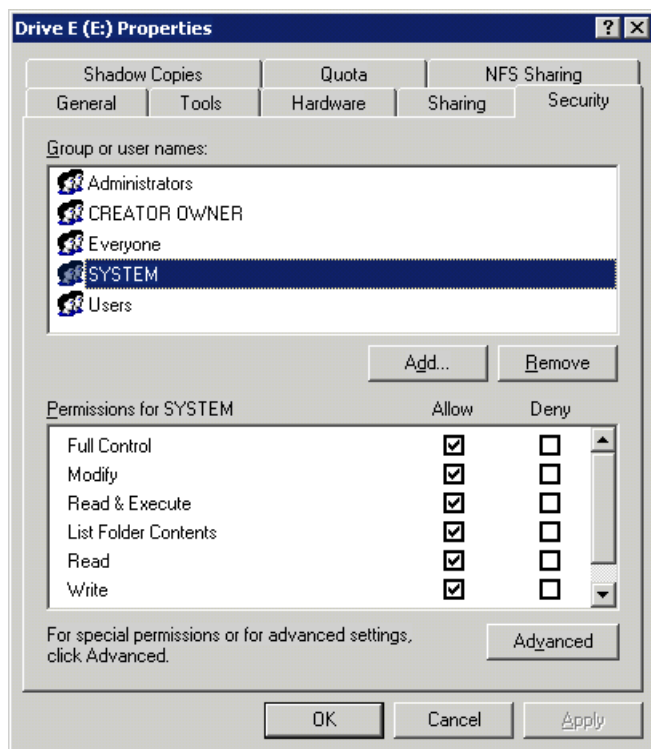 Drive E (E:) Properties
Shadow Copies Quota NFS Sharing
General Tools Hardware Sharing Security
Group or user names:
Administrators
CREATOR OWNER
Everyone
SYSTEM
Users
Add... Remove
Permissions for SYSTEM Allow Deny
Full Control
Modify
Read & Execute
List Folder Contents
Read
Write
For special permissions or for advanced settings,
click Advanced.
Advanced
OK Cancel Apply